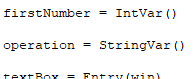 firstNumber = IntVar()
operation = StringVar()
textBox = Entry(win)